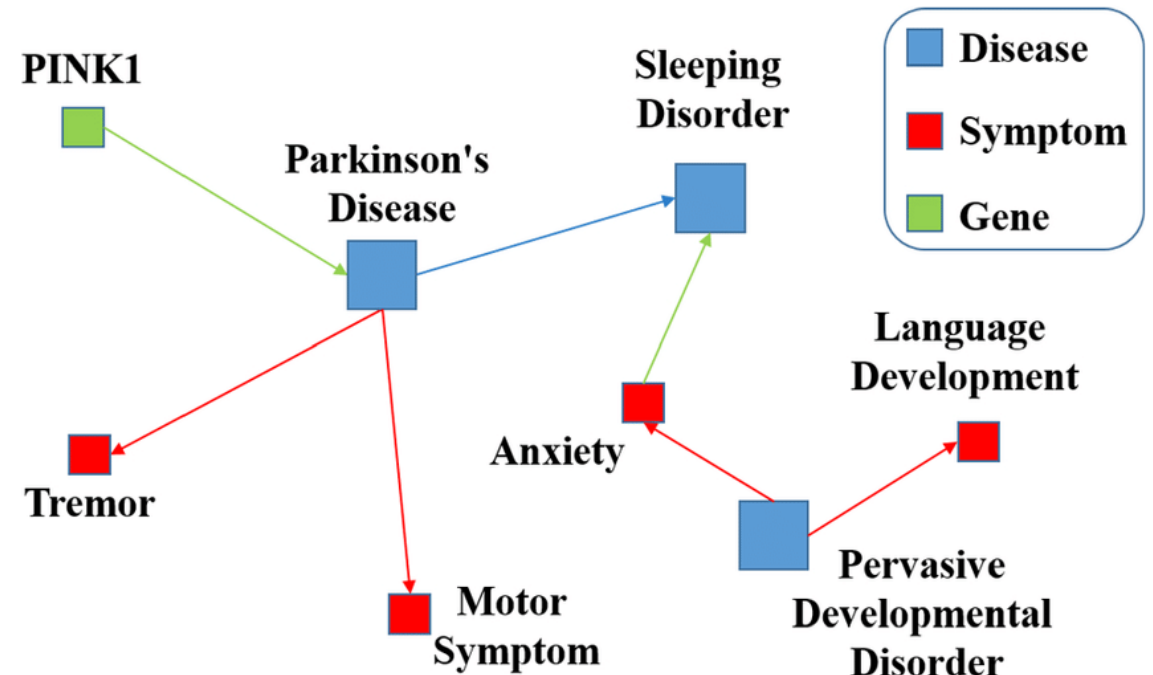 PINK1
Parkinson's
Disease
Sleeping
Disorder
Disease
Symptom
Gene
Language
Development
Anxiety
Tremor
Motor
Symptom
Pervasive
Developmental
Disorder